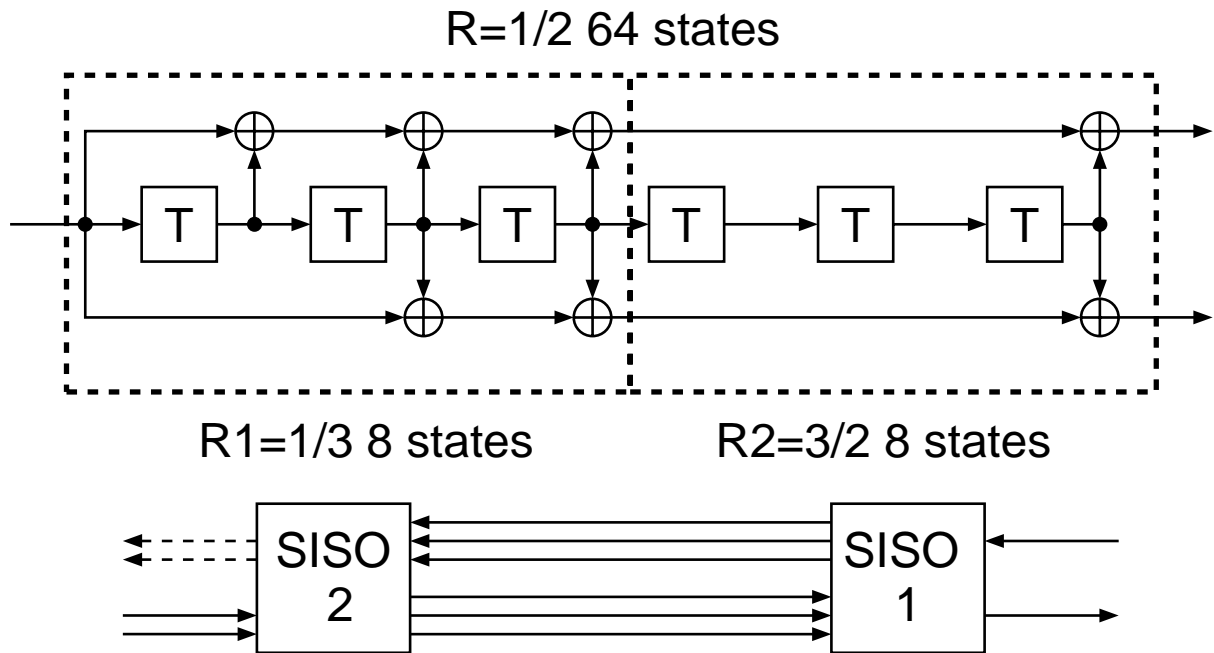 R=1/2 64 states
T T T T T T
R1=1/3 8 states R2=3/2 8 states
SISO SISO
2 1